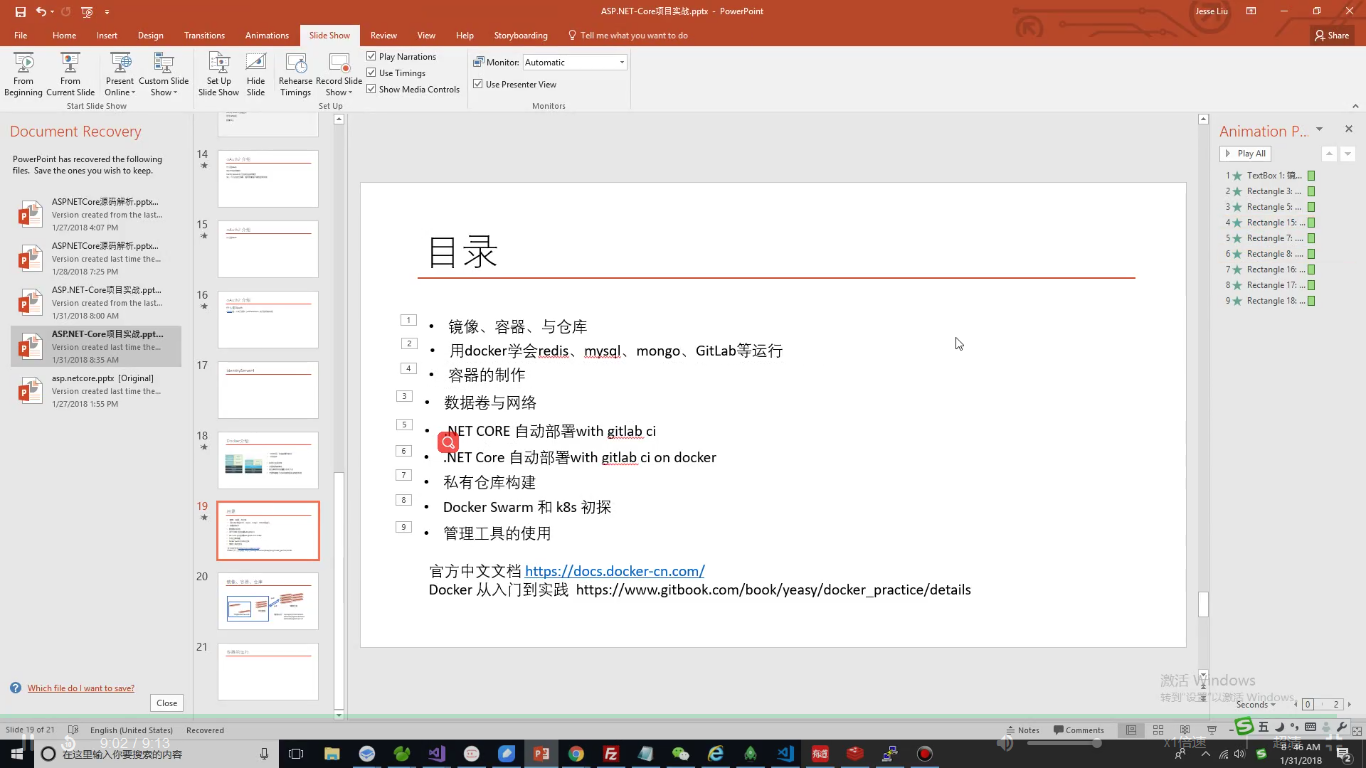 ASP.NET-Core项目实战.pptx - PowerPoint
Jesse Liu
File Home Insert Design Transitions Animations Slide Show Review View Help Storyboarding Tell me what you want to do
Share
From Beginning
From Current Slide
Present Online
Custom Slide Show
Set Up Slide Show
Hide Slide
Rehearse Timings
Record Slide Show
Play Narrations
Use Timings
Show Media Controls
Monitor: Automatic
Use Presenter View
Start Slide Show
Set Up
Monitors
Document Recovery
PowerPoint has recovered the following
files. Save the ones you wish to keep.
ASPNETCore源码解析.pptx...
Version created from the last...
1/27/2018 4:07 PM
ASPNETCore源码解析.pptx...
Version created last time the...
1/28/2018 7:25 PM
ASP.NET-Core项目实战.ppt...
Version created from the last...
1/31/2018 8:00 AM
ASP.NET-Core项目实战.ppt...
Version created from the last...
1/31/2018 8:35 AM
asp.netcore.pptx [Original]
Version created last time the...
1/27/2018 1:55 PM
Which file do I want to save?
Close
14
15
16
17
18
19
20
21
目录
1 • 镜像、容器、与仓库
2 • 用docker学会redis、mysql、mongo、GitLab等运行
4 • 容器的制作
3 • 数据卷与网络
5 • .NET CORE 自动部署with gitlab ci
6 • .NET Core 自动部署with gitlab ci on docker
7 • 私有仓库构建
8 • Docker Swarm 和 k8s 初探
9 • 管理工具的使用
官方中文文档 https://docs.docker-cn.com/
Docker 从入门到实践 https://www.gitbook.com/book/yeasy/docker_practice/details
Animation P...
Play All
1 TextBox 1: 镜...
2 Rectangle 3: ...
3 Rectangle 5: ...
4 Rectangle 15: ...
5 Rectangle 7: ...
6 Rectangle 8: ...
7 Rectangle 16: ...
8 Rectangle 17: ...
9 Rectangle 18: ...
激活 Windows
转到"设置"以激活 Windows。
Seconds 0 2
Slide 19 of 21 English (United States) Recovered
Notes Comments
五
9:02 / 9:13
在这里输入你要搜索的内容
x1倍速
超清
8:46 AM
1/31/2018
2